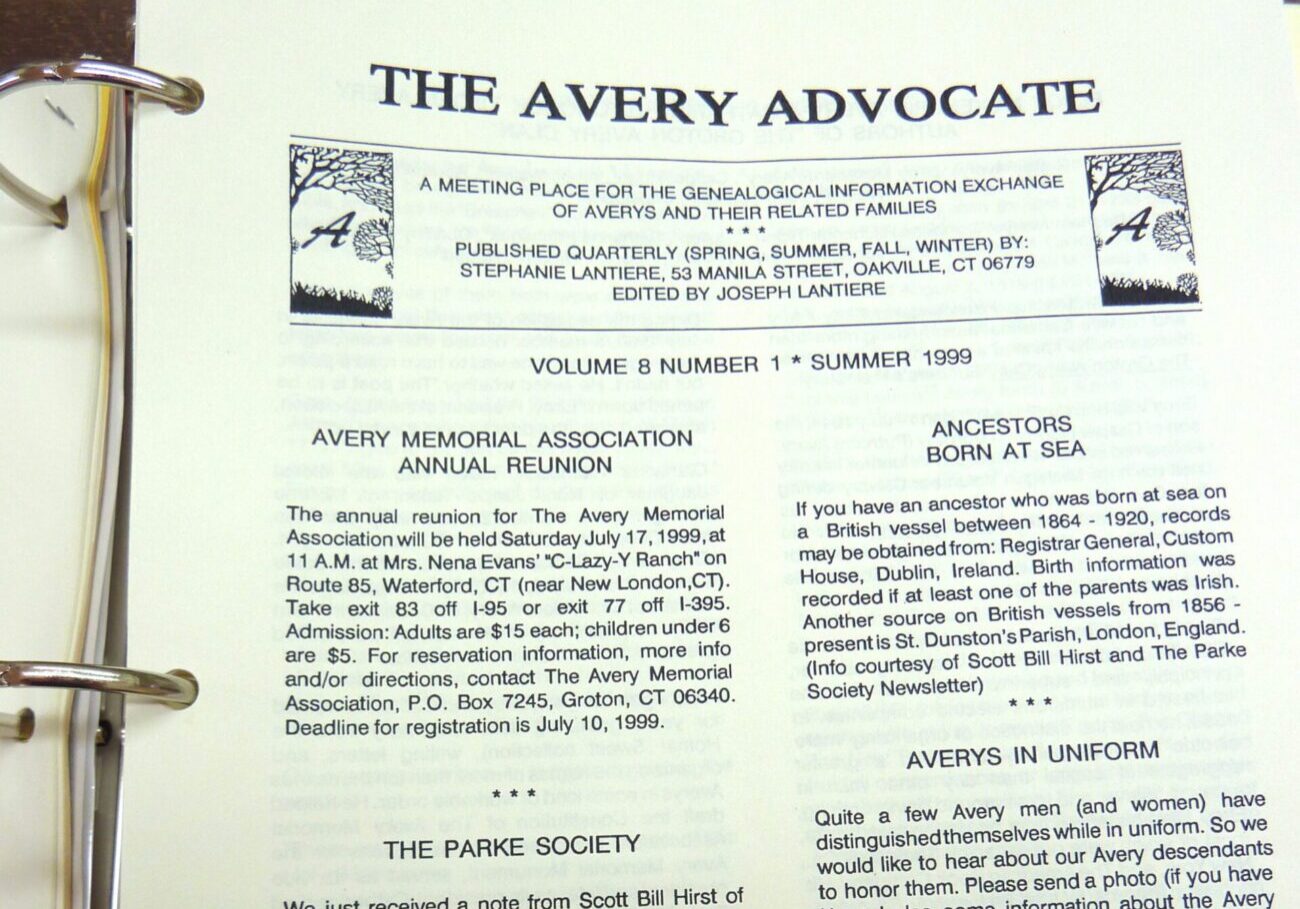 THE AVERY ADVOCATE
A
A MEETING PLACE FOR THE GENEALOGICAL INFORMATION EXCHANGE
OF AVERYS AND THEIR RELATED FAMILIES
* * *
PUBLISHED QUARTERLY (SPRING, SUMMER, FALL, WINTER) BY:
STEPHANIE LANTIERE, 53 MANILA STREET, OAKVILLE, CT 06779
EDITED BY JOSEPH LANTIERE
A
VOLUME 8 NUMBER 1 * SUMMER 1999
AVERY MEMORIAL ASSOCIATION
ANNUAL REUNION
The annual reunion for The Avery Memorial
Association will be held Saturday July 17, 1999, at
11 A.M. at Mrs. Nena Evans' "C-Lazy-Y Ranch" on
Route 85, Waterford, CT (near New London,CT).
Take exit 83 off I-95 or exit 77 off I-395.
Admission: Adults are $15 each; children under 6
are $5. For reservation information, more info
and/or directions, contact The Avery Memorial
Association, P.O. Box 7245, Groton, CT 06340.
Deadline for registration is July 10, 1999.
* * *
THE PARKE SOCIETY
We just received a note from Scott Bill Hirst of
ANCESTORS
BORN AT SEA
If you have an ancestor who was born at sea on
a British vessel between 1864 - 1920, records
may be obtained from: Registrar General, Custom
House, Dublin, Ireland. Birth information was
recorded if at least one of the parents was Irish.
Another source on British vessels from 1856 -
present is St. Dunston's Parish, London, England.
(Info courtesy of Scott Bill Hirst and The Parke
Society Newsletter)
* * *
AVERYS IN UNIFORM
Quite a few Avery men (and women) have
distinguished themselves while in uniform. So we
would like to hear about our Avery descendants
to honor them. Please send a photo (if you have
some information about the Avery